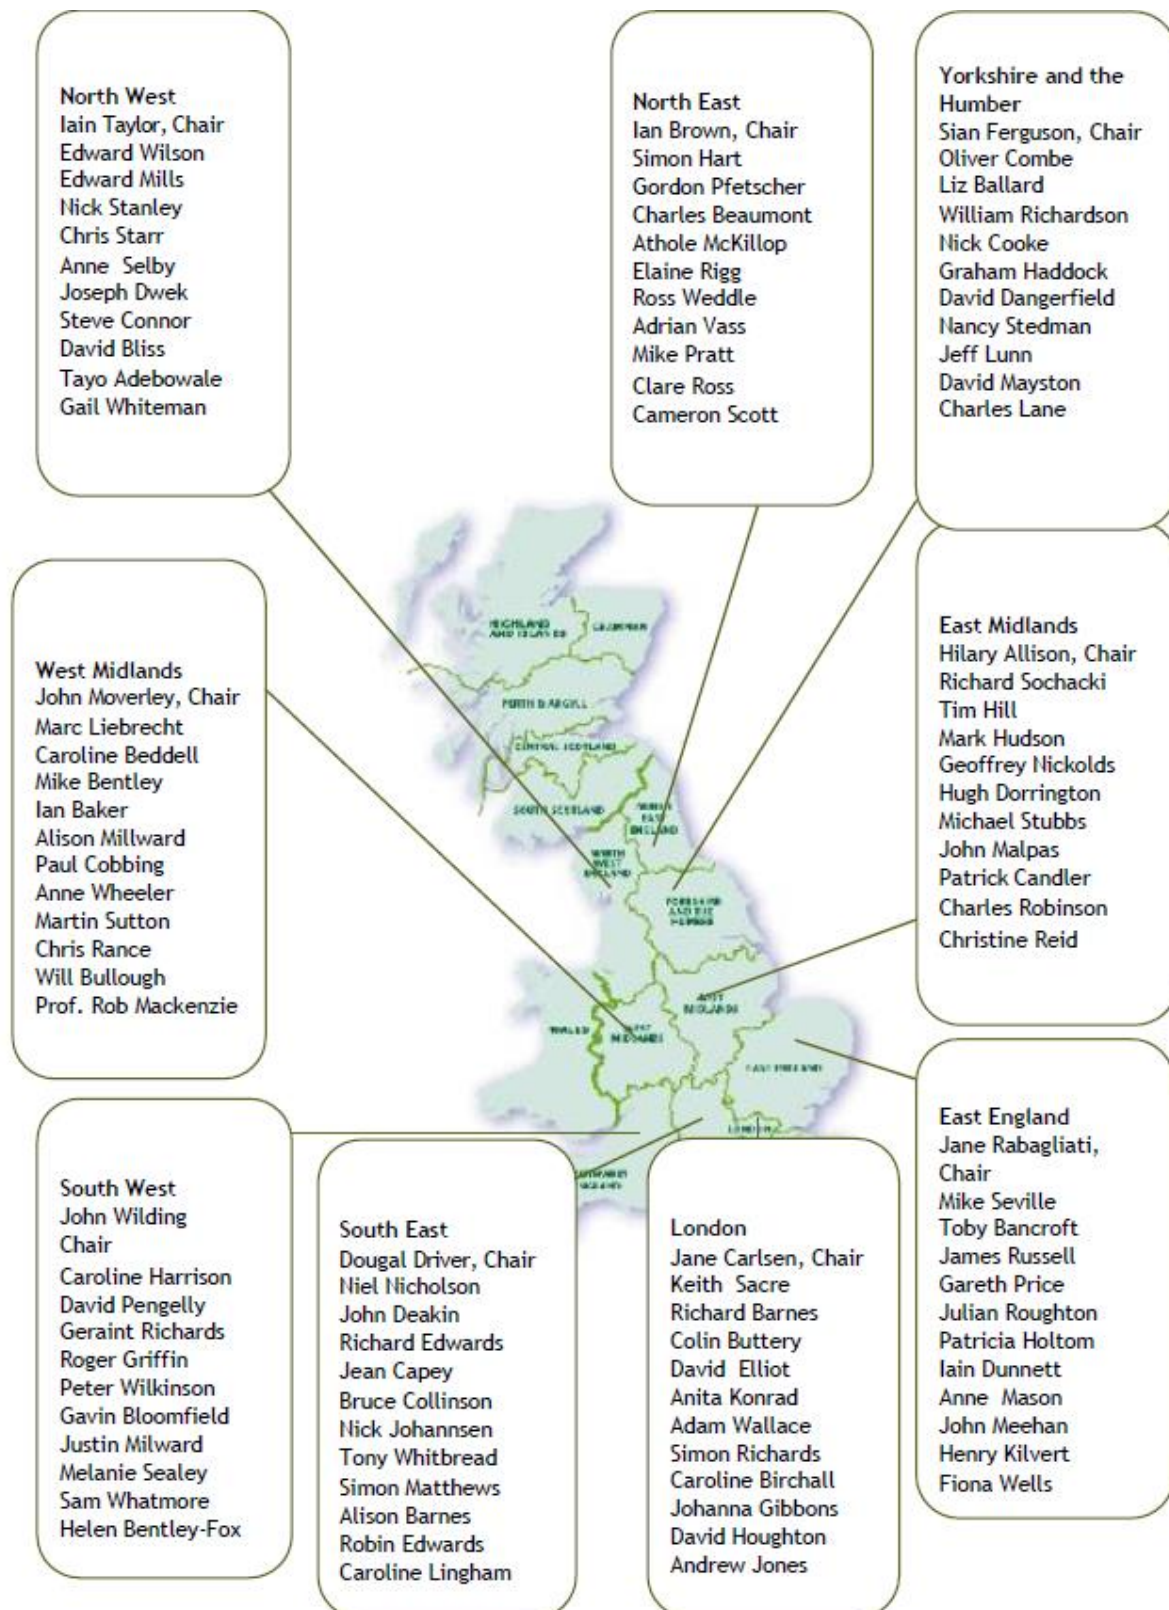 North West
Iain Taylor, Chair
Edward Wilson
Edward Mills
Nick Stanley
Chris Starr
Anne Selby
Joseph Dwek
Steve Connor
David Bliss
Tayo Adebowale
Gail Whiteman
North East
Ian Brown, Chair
Simon Hart
Gordon Pfetscher
Charles Beaumont
Athole McKillop
Elaine Rigg
Ross Weddle
Adrian Vass
Mike Pratt
Clare Ross
Cameron Scott
Yorkshire and the
Humber
Sian Ferguson, Chair
Oliver Combe
Liz Ballard
William Richardson
Nick Cooke
Graham Haddock
David Dangerfield
Nancy Stedman
Jeff Lunn
David Mayston
Charles Lane
West Midlands
John Moverley, Chair
Marc Liebrecht
Caroline Beddell
Mike Bentley
Ian Baker
Alison Millward
Paul Cobbing
Anne Wheeler
Martin Sutton
Chris Rance
Will Bullough
Prof. Rob Mackenzie
HIGHLAND
AND ISLANDS
GRAMPIAN
PERTH & ARGYLL
CENTRAL SCOTLAND
SOUTH SCOTLAND
NORTH
EAST
ENGLAND
NORTH
WEST
ENGLAND
YORKSHIRE
AND THE
HUMBER
EAST
MIDLANDS
WALES
WEST
MIDLANDS
EAST ENGLAND
LONDON
ENGLAND
East Midlands
Hilary Allison, Chair
Richard Sochacki
Tim Hill
Mark Hudson
Geoffrey Nickolds
Hugh Dorrington
Michael Stubbs
John Malpas
Patrick Candler
Charles Robinson
Christine Reid
South West
John Wilding
Chair
Caroline Harrison
David Pengelly
Geraint Richards
Roger Griffin
Peter Wilkinson
Gavin Bloomfield
Justin Milward
Melanie Sealey
Sam Whatmore
Helen Bentley-Fox
South East
Dougal Driver, Chair
Niel Nicholson
John Deakin
Richard Edwards
Jean Capey
Bruce Collinson
Nick Johannsen
Tony Whitbread
Simon Matthews
Alison Barnes
Robin Edwards
Caroline Lingham
London
Jane Carlsen, Chair
Keith Sacre
Richard Barnes
Colin Buttery
David Elliot
Anita Konrad
Adam Wallace
Simon Richards
Caroline Birchall
Johanna Gibbons
David Houghton
Andrew Jones
East England
Jane Rabagliati,
Chair
Mike Seville
Toby Bancroft
James Russell
Gareth Price
Julian Roughton
Patricia Holtom
Iain Dunnett
Anne Mason
John Meehan
Henry Kilvert
Fiona Wells